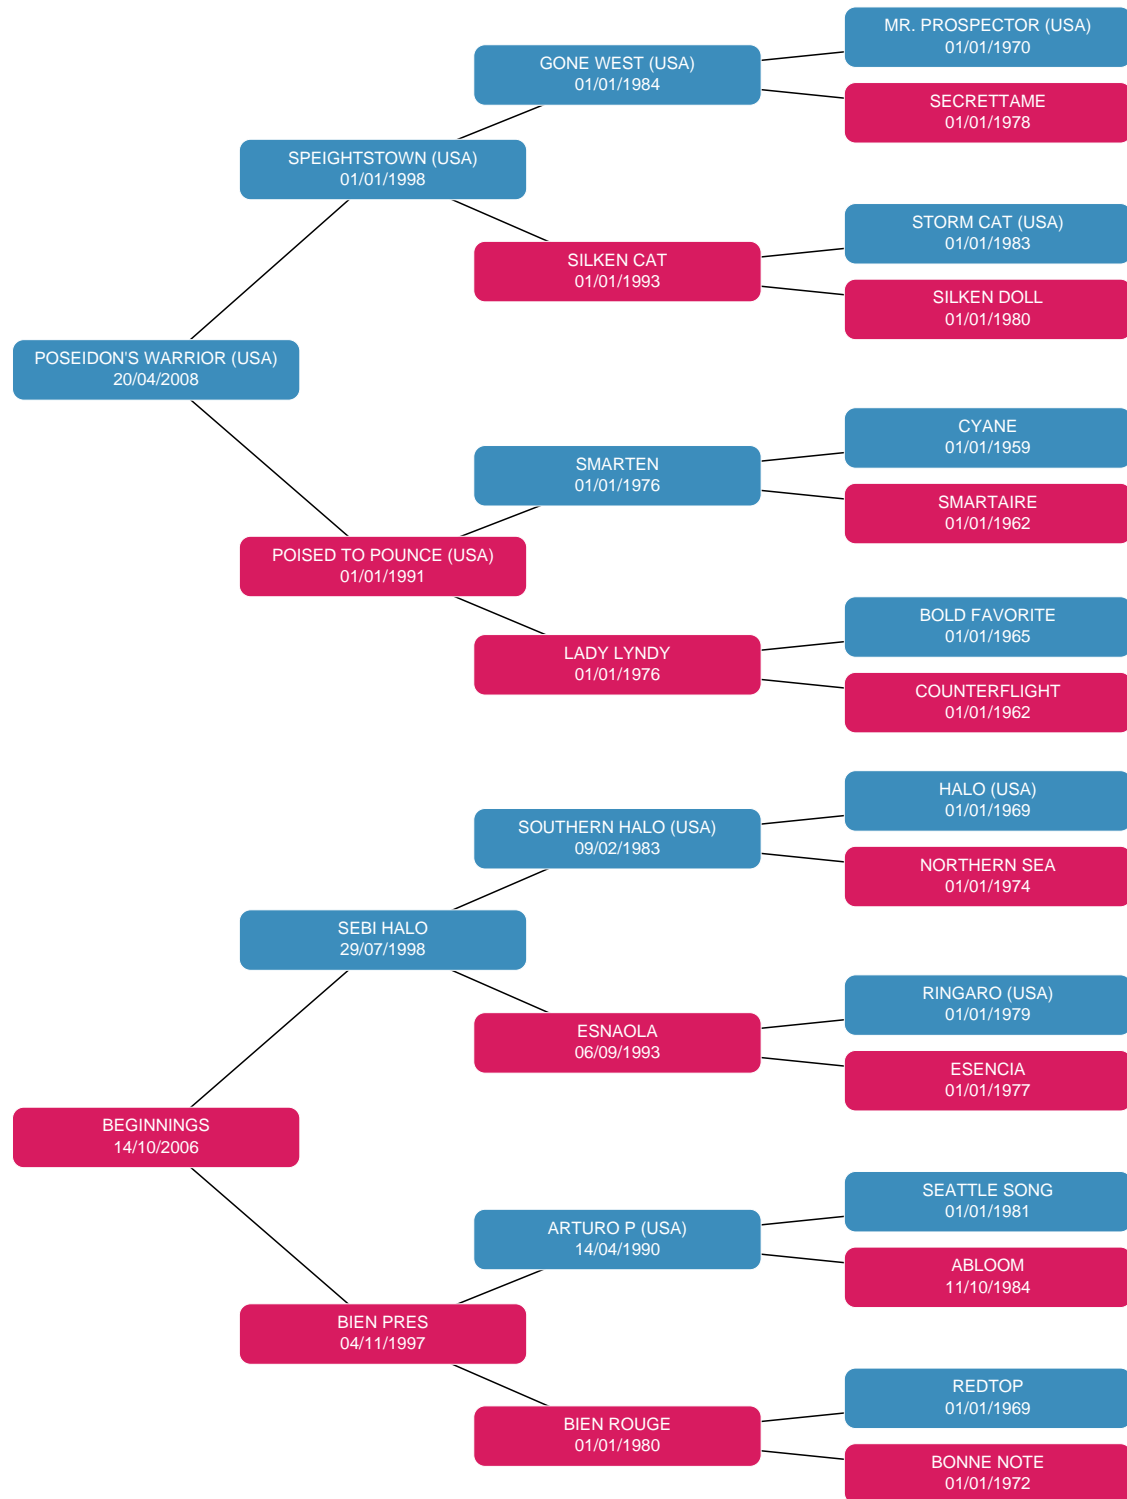 MR. PROSPECTOR (USA)
01/01/1970
GONE WEST (USA)
01/01/1984
SECRETTAME
01/01/1978
SPEIGHTSTOWN (USA)
01/01/1998
STORM CAT (USA)
01/01/1983
SILKEN CAT
01/01/1993
SILKEN DOLL
01/01/1980
POSEIDON'S WARRIOR (USA)
20/04/2008
CYANE
01/01/1959
SMARTEN
01/01/1976
SMARTAIRE
01/01/1962
POISED TO POUNCE (USA)
01/01/1991
BOLD FAVORITE
01/01/1965
LADY LYNDY
01/01/1976
COUNTERFLIGHT
01/01/1962
HALO (USA)
01/01/1969
SOUTHERN HALO (USA)
09/02/1983
NORTHERN SEA
01/01/1974
SEBI HALO
29/07/1998
RINGARO (USA)
01/01/1979
ESNAOLA
06/09/1993
ESENCIA
01/01/1977
BEGINNINGS
14/10/2006
SEATTLE SONG
01/01/1981
ARTURO P (USA)
14/04/1990
ABLOOM
11/10/1984
BIEN PRES
04/11/1997
REDTOP
01/01/1969
BIEN ROUGE
01/01/1980
BONNE NOTE
01/01/1972